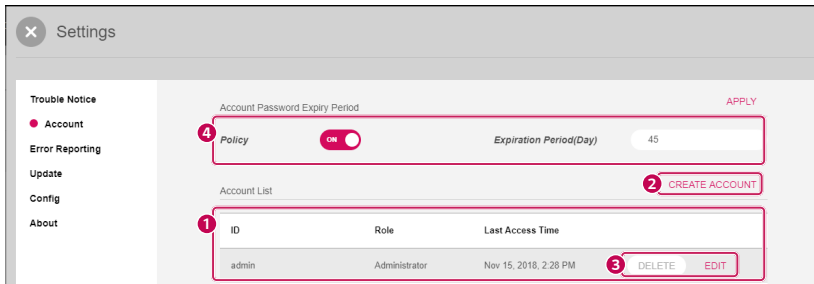 Settings
Trouble Notice
Account
Error Reporting
Update
Config
About
Account Password Expiry Period
APPLY
4
Policy ON Expiration Period(Day) 45
2
Account List CREATE ACCOUNT
1
ID Role Last Access Time
admin Administrator Nov 15, 2018, 2:28 PM 3 DELETE EDIT